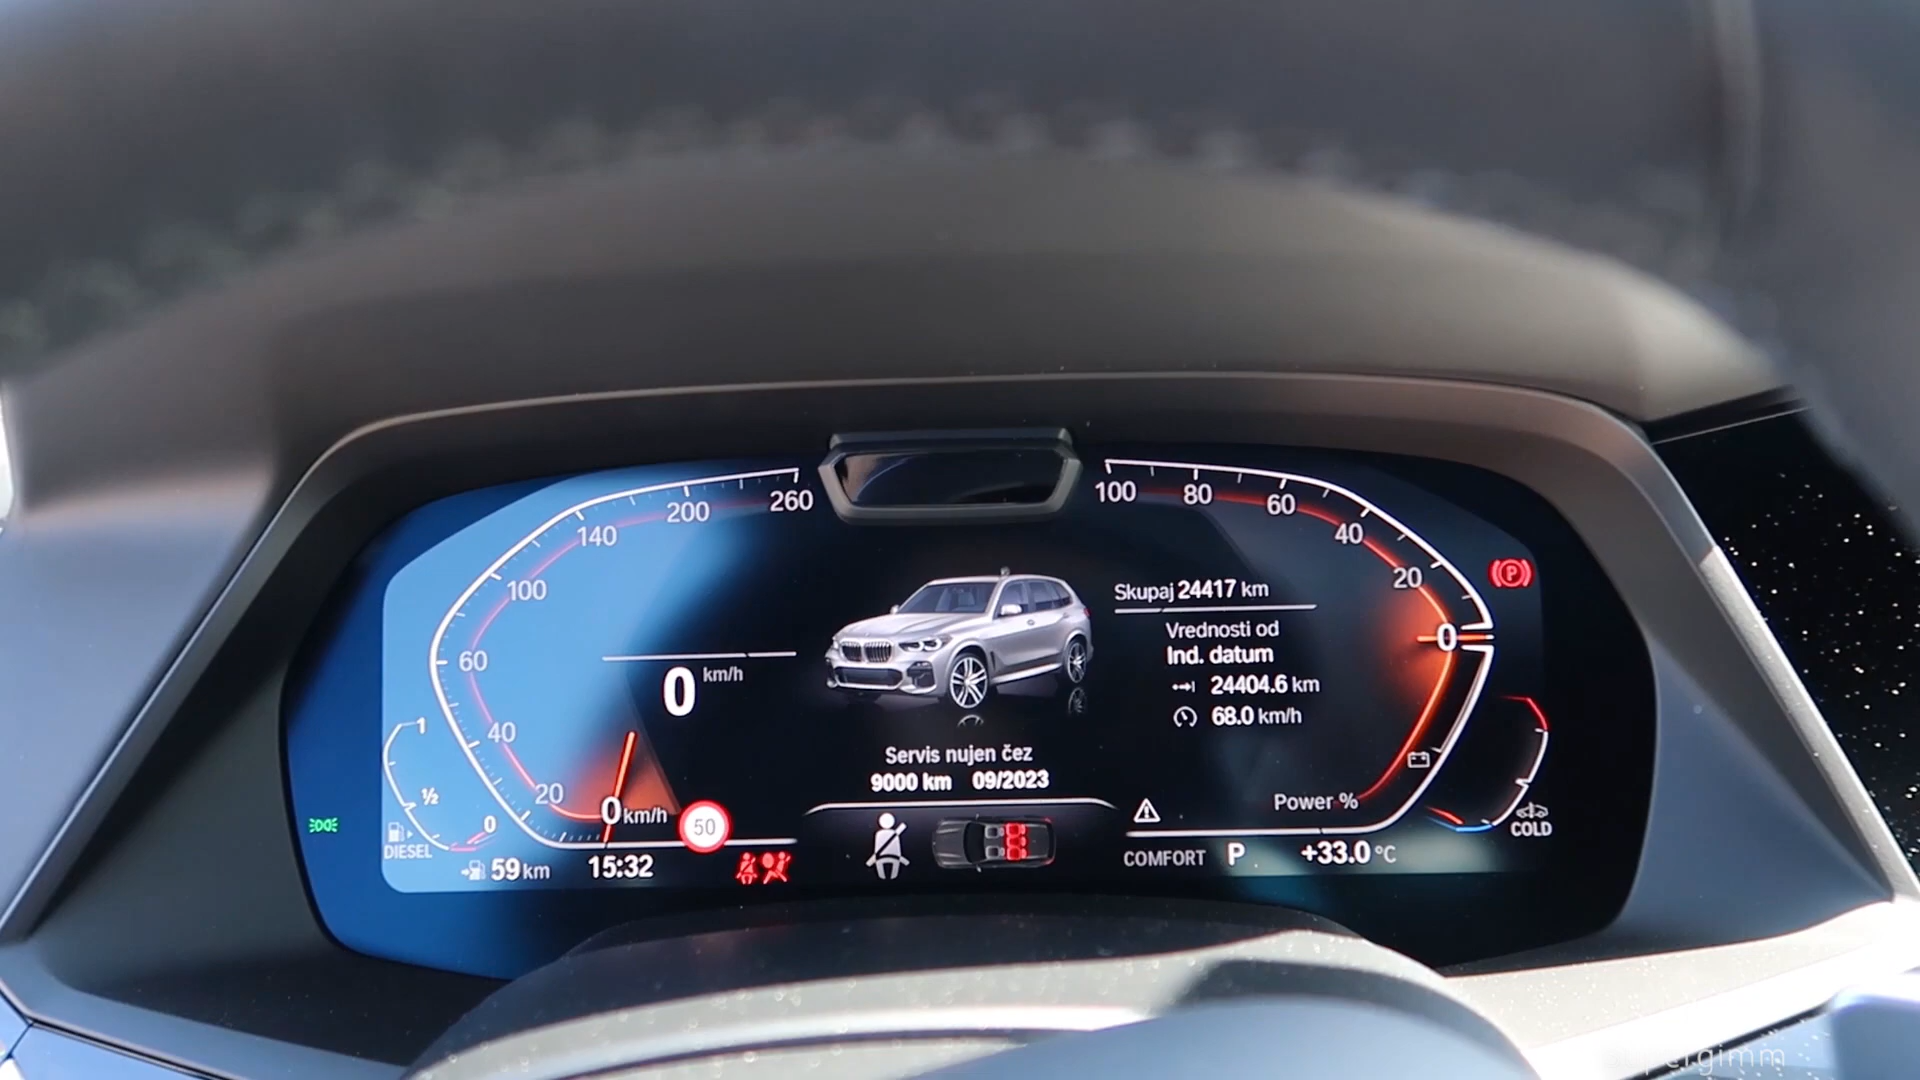 260
200
140
100
60
40
20
0 km/h
0 km/h
50
1
½
0
DIESEL
59 km
15:32
Servis nujen čez
9000 km 09/2023
Skupaj 24417 km
Vrednosti od
Ind. datum
24404.6 km
68.0 km/h
100
80
60
40
20
0
Power %
P
COLD
COMFORT P +33.0 °C